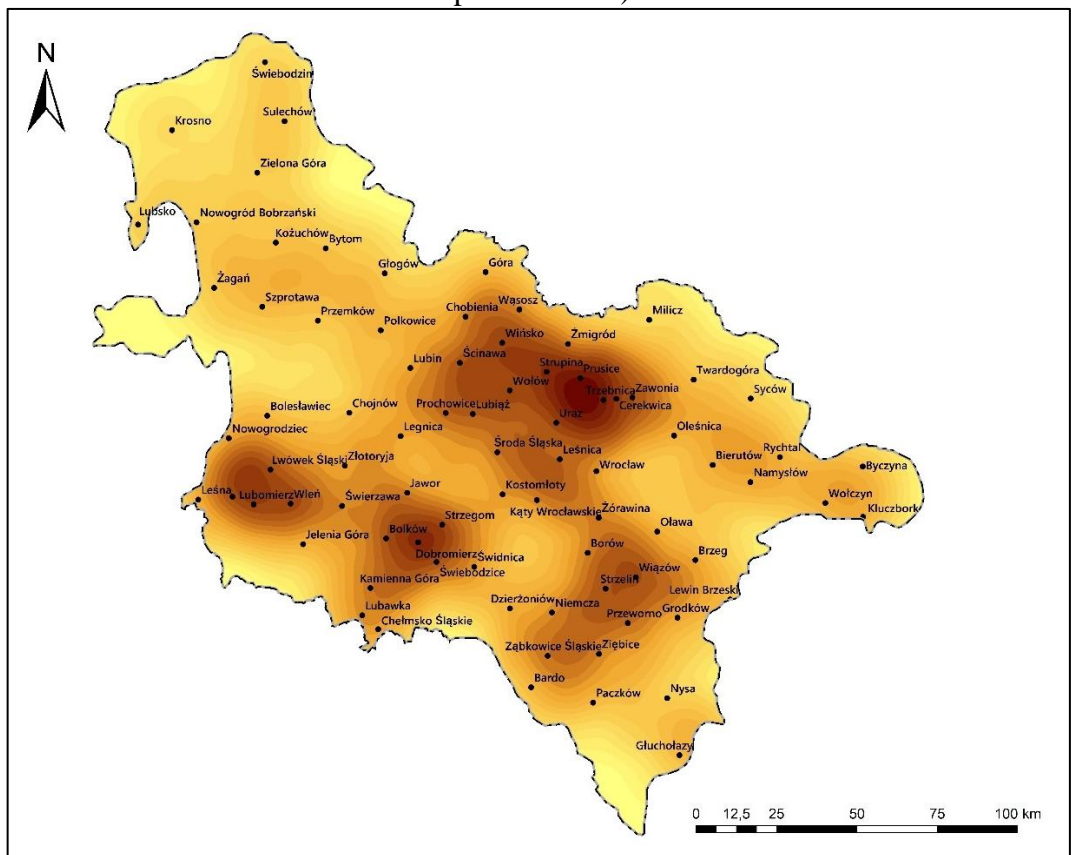 N
Świebodzin
Sulechów
Krosno
Zielona Góra
Lubsko
Nowogród Bobrzański
Kożuchów
Bytom
Głogów
Góra
Żagań
Szprotawa
Przemków
Polkowice
Chobienia
Wąsosz
Milicz
Wińsko
Żmigród
Lubin
Ścinawa
Strupina
Prusice
Twardogóra
Wołów
Trzebnica
Zawonia
Cerekwica
Syców
Bolesławiec
Chojnów
Prochowice
Lubiąż
Uraz
Nowogrodziec
Legnica
Oleśnica
Środa Śląska
Leśnica
Rychtal
Lwówek Śląski
Złotoryja
Wrocław
Bierutów
Byczyna
Namysłów
Leśna
Lubomierz
Wleń
Świerzawa
Jawor
Kostomłoty
Kąty Wrocławskie
Wołczyn
Kluczbork
Żórawina
Strzegom
Bolków
Oława
Jelenia Góra
Dobromierz
Świdnica
Borów
Brzeg
Świebodzice
Kamienna Góra
Wiązów
Strzelin
Lewin Brzeski
Lubawka
Dzierżoniów
Niemcza
Przeworno
Grodków
Chełmsko Śląskie
Ząbkowice Śląskie
Ziębice
Bardo
Paczków
Nysa
Głuchołazy
0 12,5 25 50 75 100 km